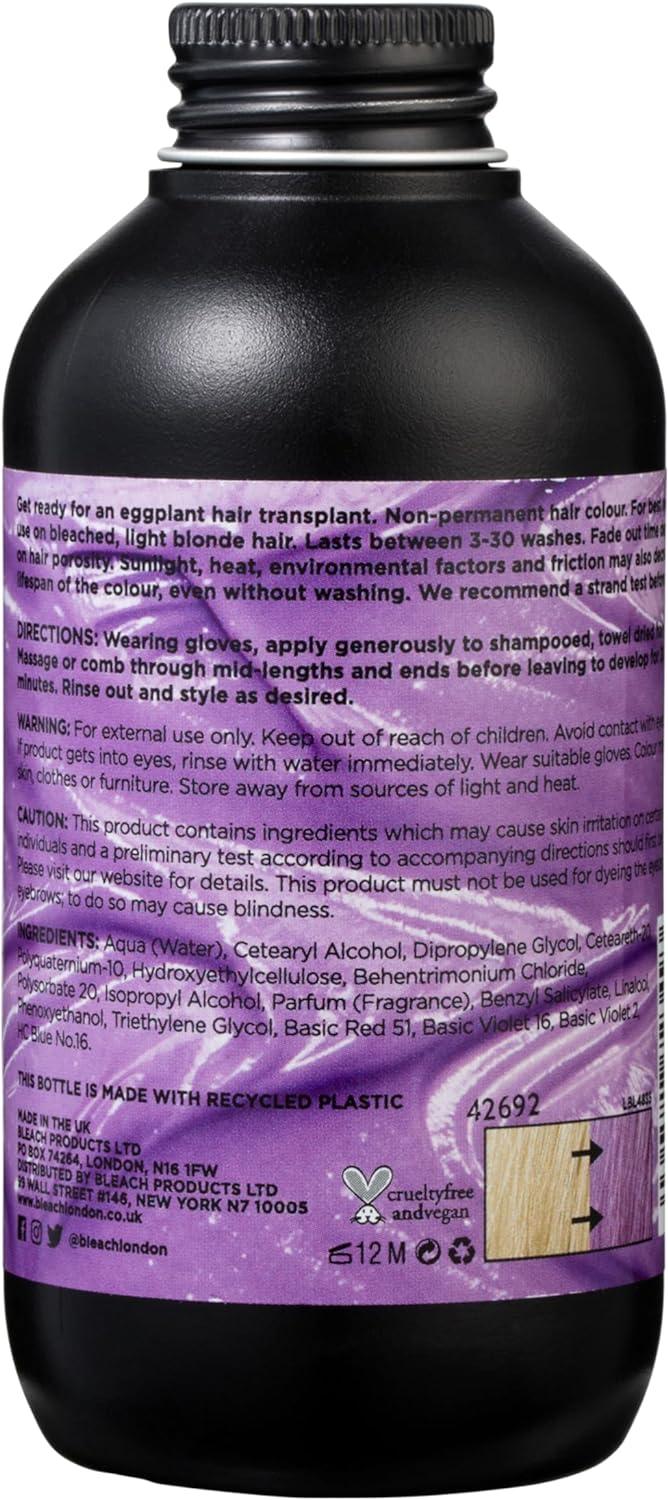 Get ready for an eggplant hair transplant. Non-permanent hair colour. For best
use on bleached, light blonde hair. Lasts between 3-30 washes. Fade out time
on hair porosity. Sunlight, heat, environmental factors and friction may also
lifespan of the colour, even without washing. We recommend a strand test
DIRECTIONS: Wearing gloves, apply generously to shampooed, towel dried
Massage or comb through mid-lengths and ends before leaving to develop for
minutes. Rinse out and style as desired.
WARNING: For external use only. Keep out of reach of children. Avoid contact with
If product gets into eyes, rinse with water immediately. Wear suitable gloves. Colour
skin, clothes or furniture. Store away from sources of light and heat.
CAUTION: This product contains ingredients which may cause skin irritation on
individuals and a preliminary test according to accompanying directions should first
Please visit our website for details. This product must not be used for dyeing the
eyebrows; to do so may cause blindness.
INGREDIENTS: Aqua (Water), Cetearyl Alcohol, Dipropylene Glycol, Ceteareth-20,
Polyquaternium-10, Hydroxyethylcellulose, Behentrimonium Chloride,
Polysorbate 20, Isopropyl Alcohol, Parfum (Fragrance), Benzyl Salicylate, Linalool,
Phenoxyethanol, Triethylene Glycol, Basic Red 51, Basic Violet 16, Basic Violet 2,
HC Blue No.16.
THIS BOTTLE IS MADE WITH RECYCLED PLASTIC
MADE IN THE UK
BLEACH PRODUCTS LTD
PO BOX 74264, LONDON, N16 1FW
DISTRIBUTED BY BLEACH PRODUCTS LTD
99 WALL STREET #146, NEW YORK N7 10005
www.bleachlondon.co.uk
@bleachlondon
crueltyfree
andvegan
12 M
42692
LBL4835